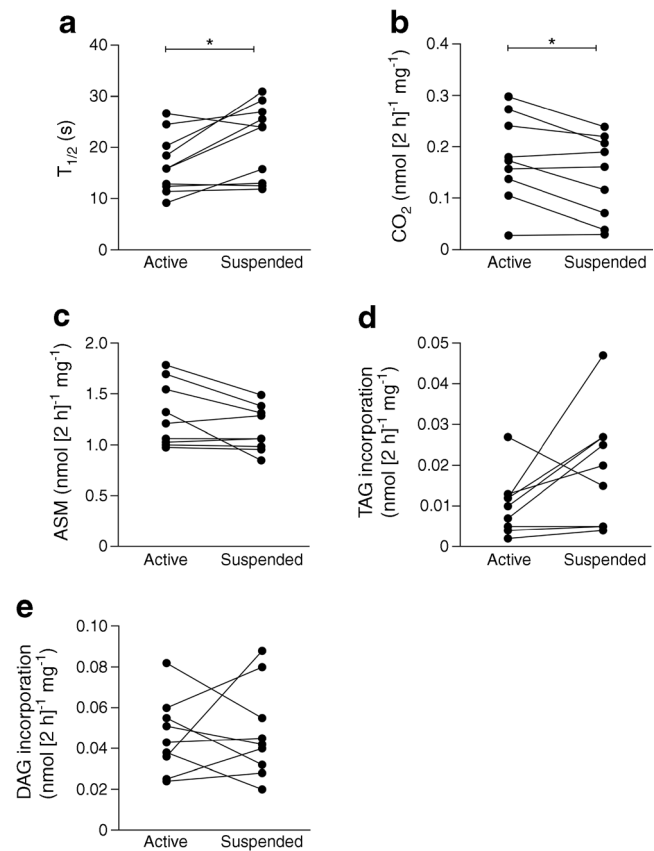 a
*
40
30
20
10
0
T1/2 (s)
Active Suspended
b
*
0.4
0.3
0.2
0.1
0
CO2 (nmol [2 h]-1 mg-1)
Active Suspended
c
2.0
1.5
1.0
0.5
0
ASM (nmol [2 h]-1 mg-1)
Active Suspended
d
0.05
0.04
0.03
0.02
0.01
0
TAG incorporation
(nmol [2 h]-1 mg-1)
Active Suspended
e
0.10
0.08
0.06
0.04
0.02
0
DAG incorporation
(nmol [2 h]-1 mg-1)
Active Suspended